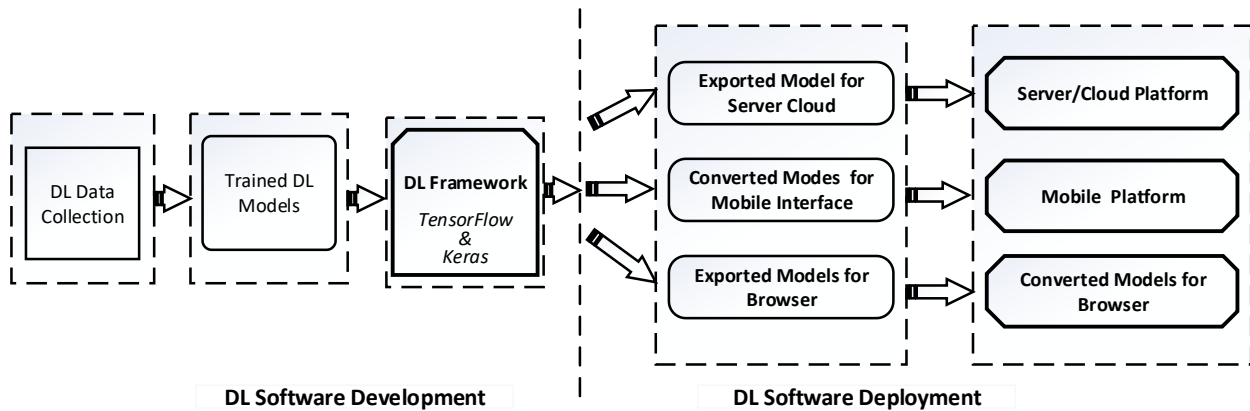 DL Data
Collection
Trained DL
Models
DL Framework
TensorFlow
&
Keras
Exported Model for
Server Cloud
Converted Modes for
Mobile Interface
Exported Models for
Browser
Server/Cloud Platform
Mobile Platform
Converted Models for
Browser
DL Software Development
DL Software Deployment